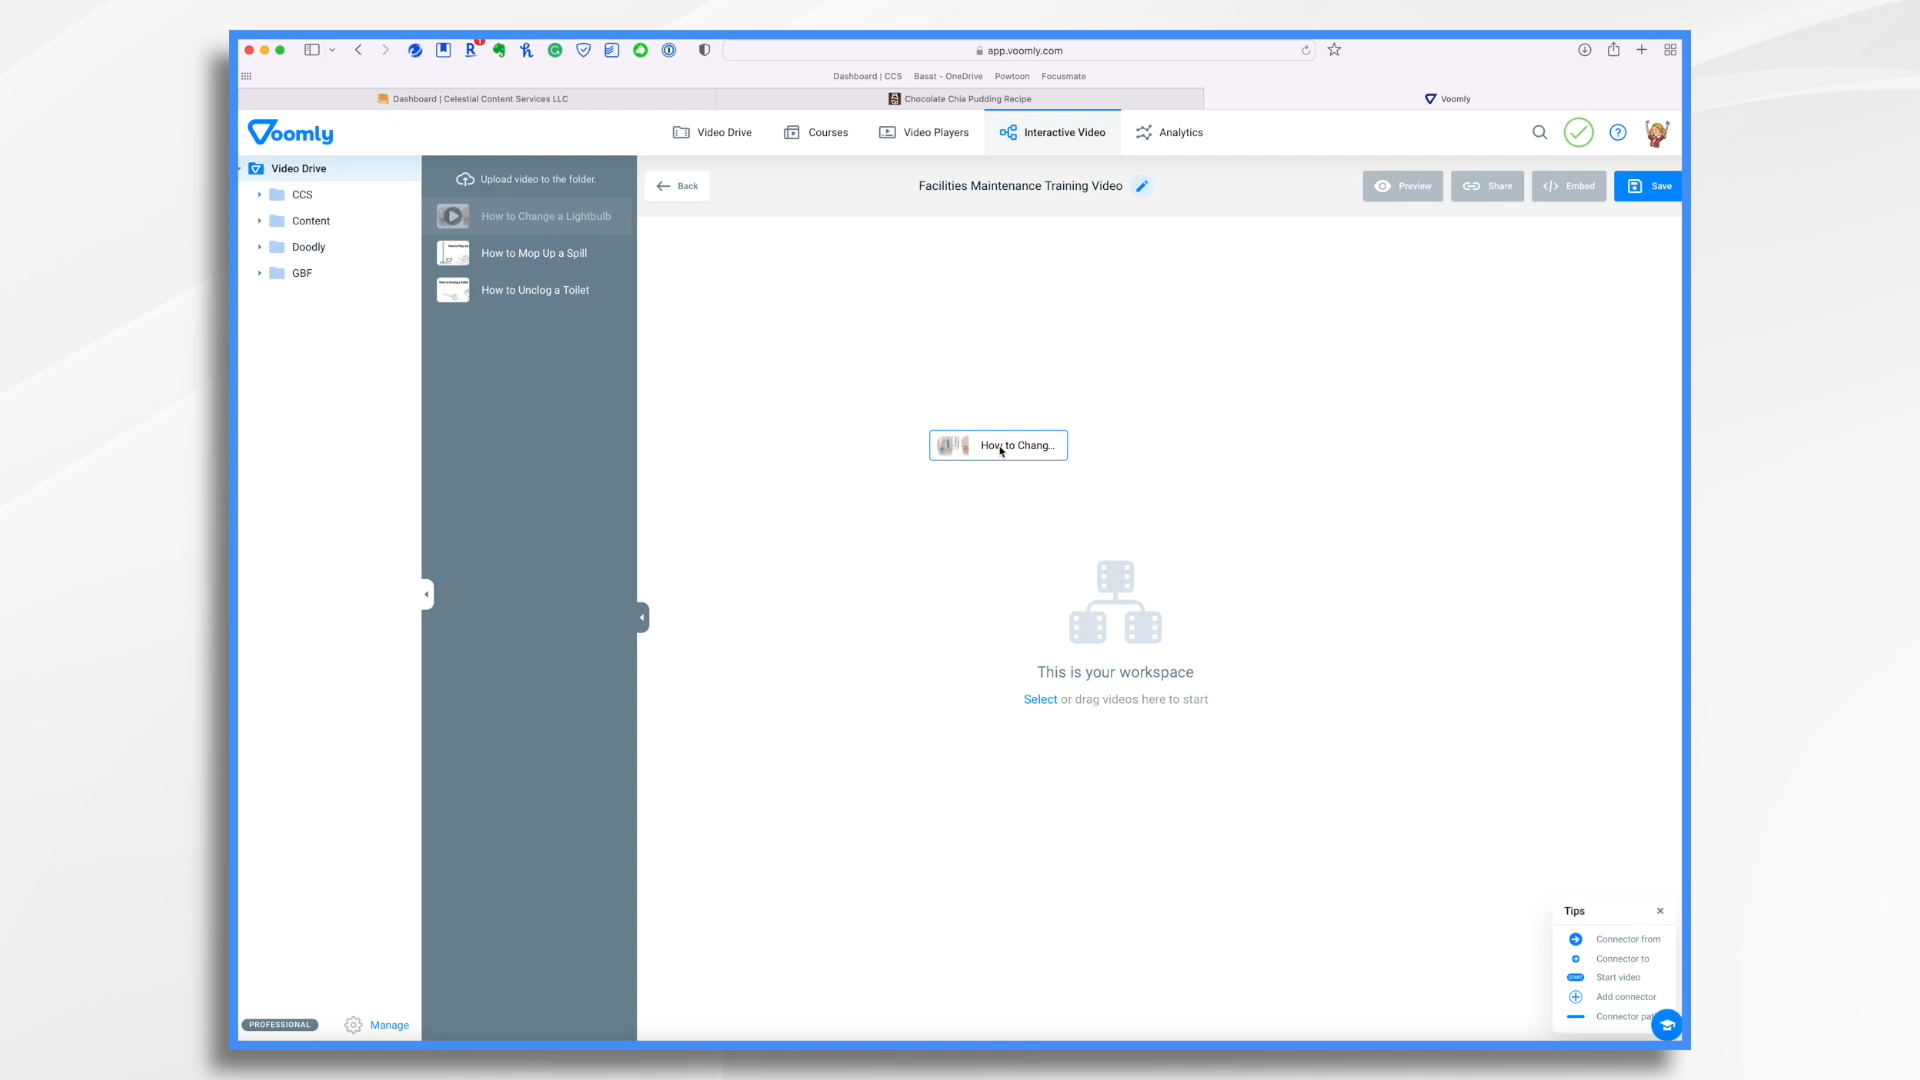 app.voomly.com
Dashboard | CCS Basat - OneDrive Powtoon Focusmate
Dashboard | Celestial Content Services LLC
Chocolate Chia Pudding Recipe
Voomly
Voomly
Video Drive
Courses
Video Players
Interactive Video
Analytics
Video Drive
CCS
Content
Doodly
GBF
Upload video to the folder.
How to Change a Lightbulb
How to Mop Up a Spill
How to Unclog a Toilet
Back
Facilities Maintenance Training Video
Preview
Share
Embed
Save
How to Chang...
This is your workspace
Select or drag videos here to start
Tips
Connector from
Connector to
START Start video
Add connector
Connector
PROFESSIONAL
Manage